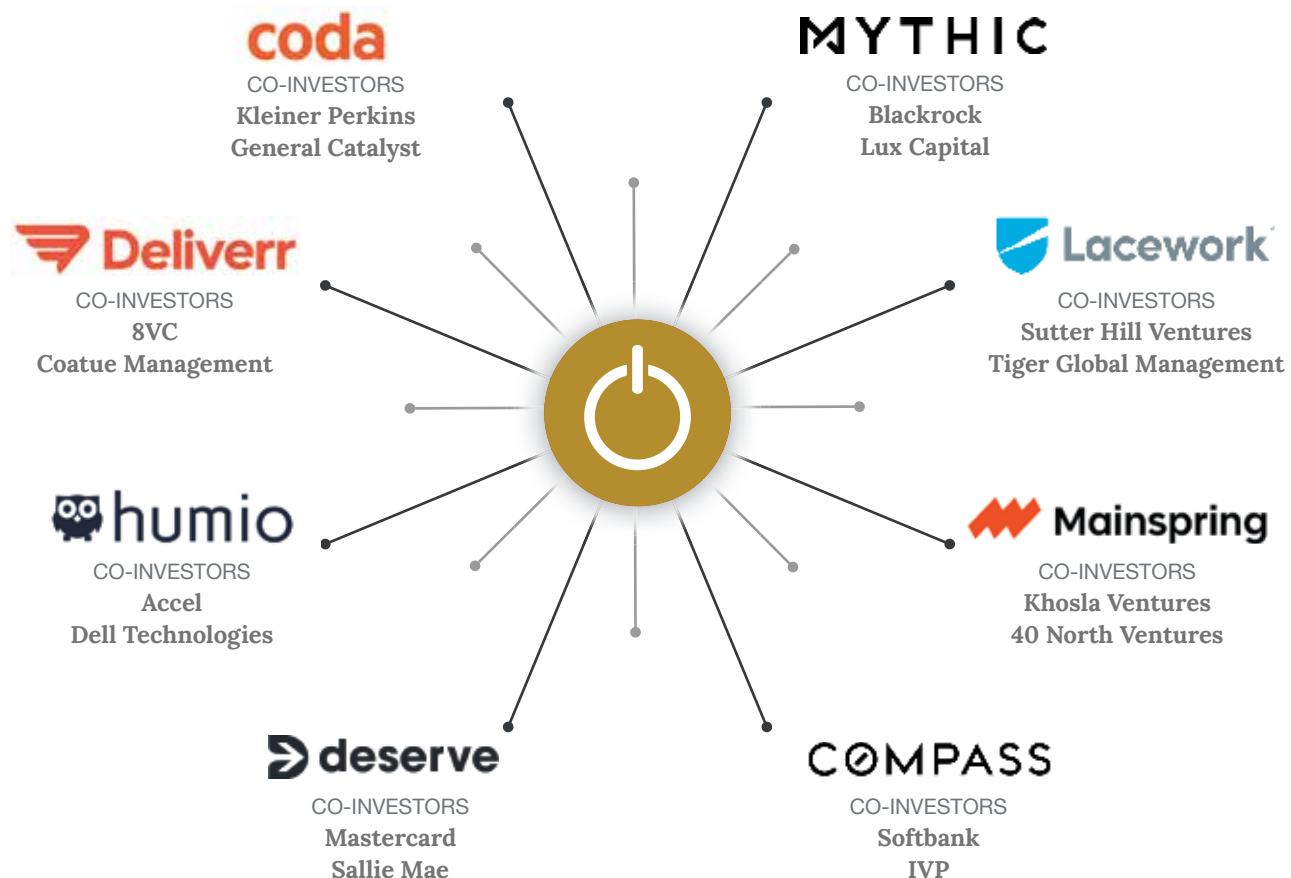 coda
CO-INVESTORS
Kleiner Perkins
General Catalyst
MYTHIC
CO-INVESTORS
Blackrock
Lux Capital
Deliverr
CO-INVESTORS
8VC
Coatue Management
Lacework
CO-INVESTORS
Sutter Hill Ventures
Tiger Global Management
humio
CO-INVESTORS
Accel
Dell Technologies
Mainspring
CO-INVESTORS
Khosla Ventures
40 North Ventures
deserve
CO-INVESTORS
Mastercard
Sallie Mae
COMPASS
CO-INVESTORS
Softbank
IVP